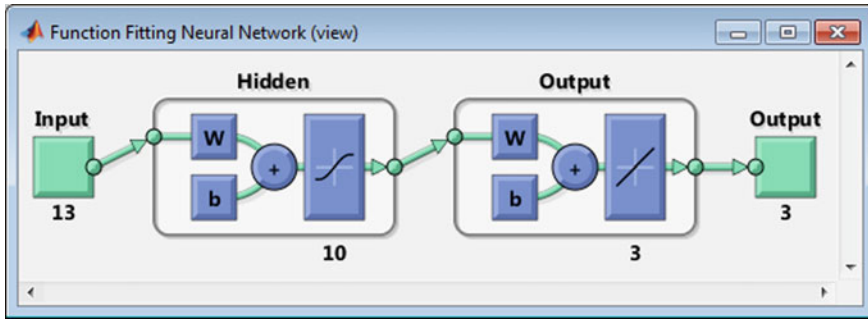 Function Fitting Neural Network (view)
Hidden
Output
Input
W
b
+
W
b
+
Output
13
10
3
3